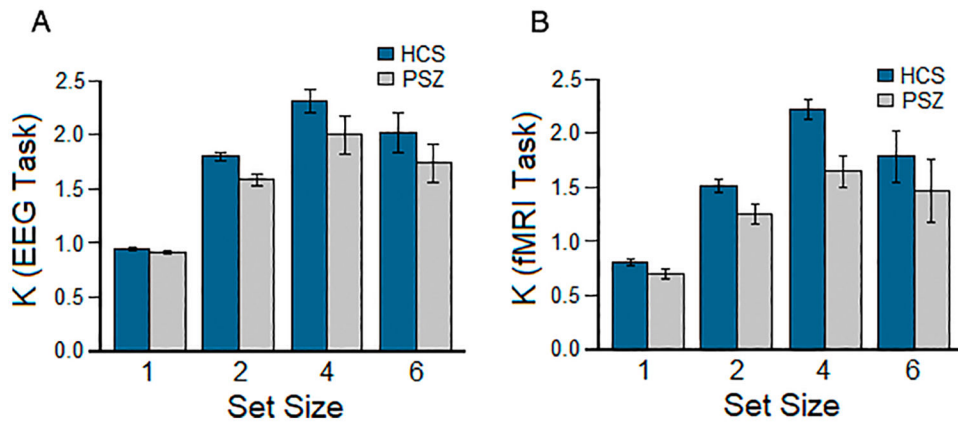 A
HCS
PSZ
K (EEG Task)
2.5
2.0
1.5
1.0
0.5
0.0
1 2 4 6
Set Size
B
HCS
PSZ
K (fMRI Task)
2.5
2.0
1.5
1.0
0.5
0.0
1 2 4 6
Set Size